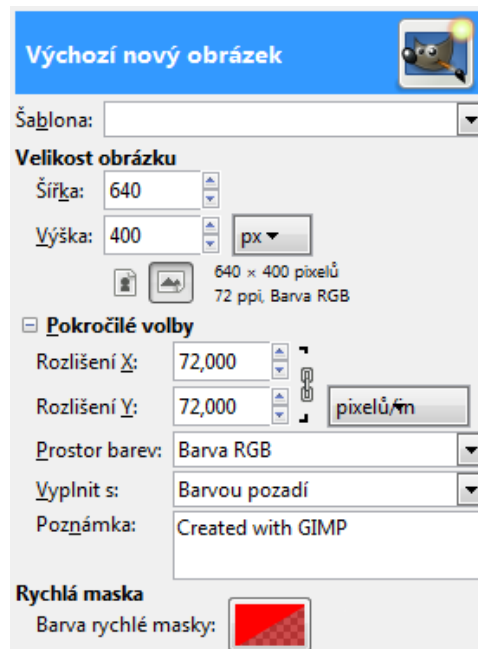 Výchozí nový obrázek
Šablona:
Velikost obrázku
Šířka: 640
Výška: 400 px
640 × 400 pixelů
72 ppi, Barva RGB
Pokročilé volby
Rozlišení X: 72,000
Rozlišení Y: 72,000 pixelů/in
Prostor barev: Barva RGB
Vyplnit s: Barvou pozadí
Poznámka: Created with GIMP
Rychlá maska
Barva rychlé masky: